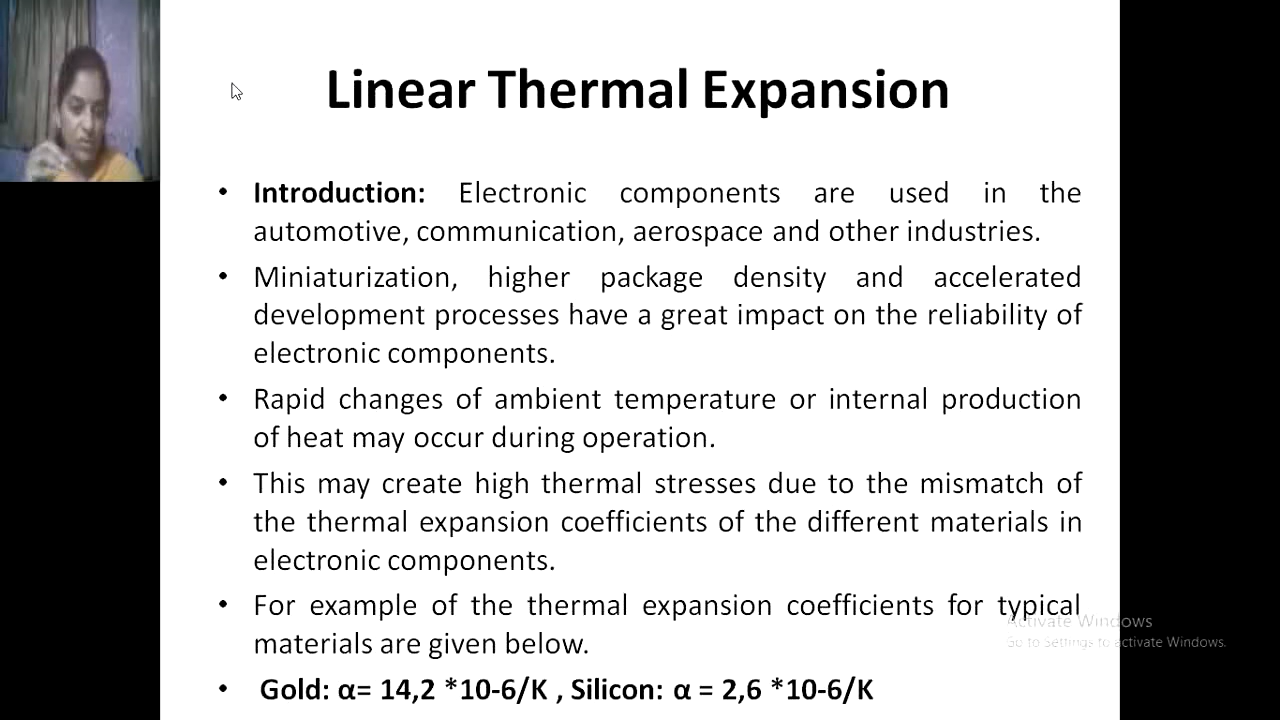 Linear Thermal Expansion
• Introduction: Electronic components are used in the
automotive, communication, aerospace and other industries.
• Miniaturization, higher package density and accelerated
development processes have a great impact on the reliability of
electronic components.
• Rapid changes of ambient temperature or internal production
of heat may occur during operation.
• This may create high thermal stresses due to the mismatch of
the thermal expansion coefficients of the different materials in
electronic components.
• For example of the thermal expansion coefficients for typical
materials are given below.
• Gold: α= 14,2 *10-6/K , Silicon: α = 2,6 *10-6/K
Activate Windows
Go to Settings to activate Windows.